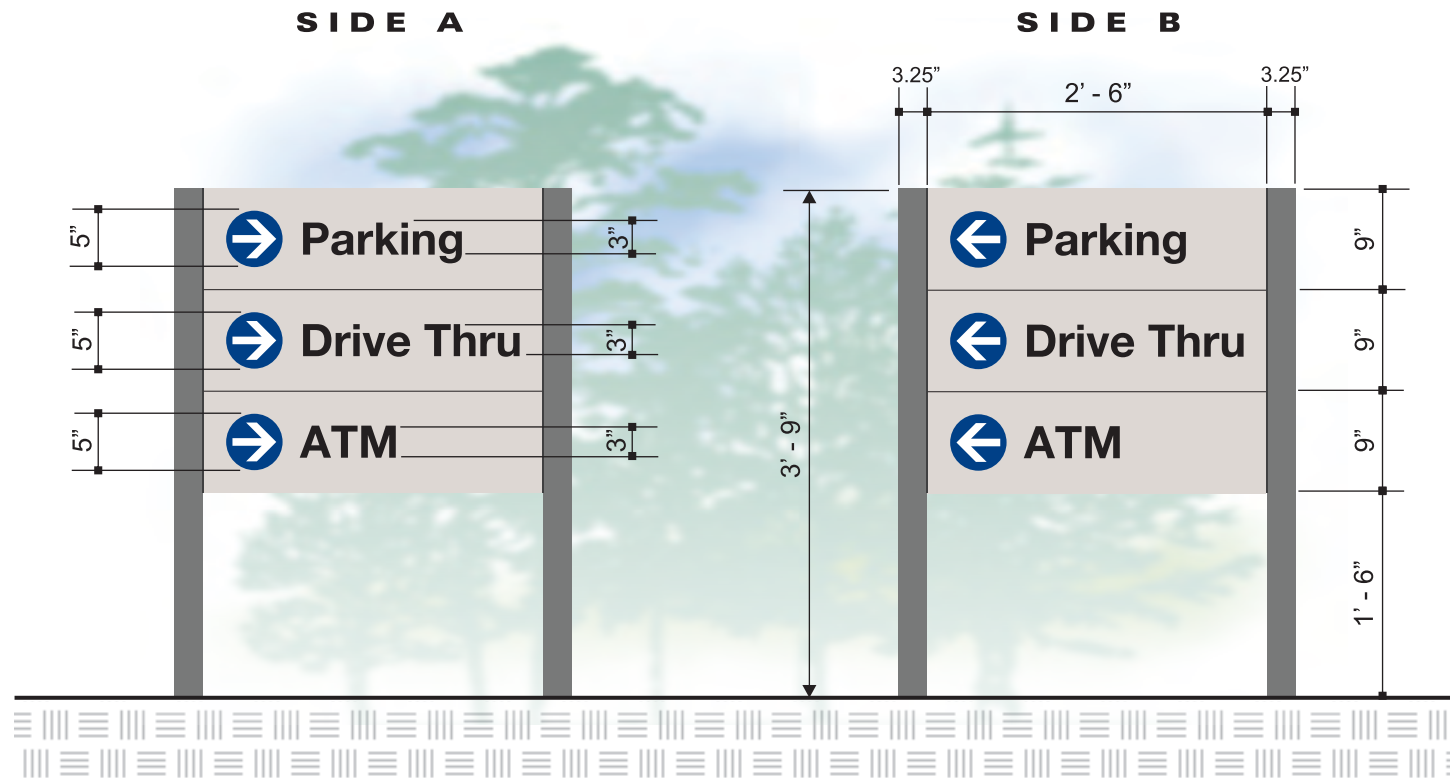 SIDE A
SIDE B
3.25”
2’ - 6”
3.25”
5”
Parking
3”
5”
Drive Thru
3”
5”
ATM
3”
3’ - 9”
Parking
9”
Drive Thru
9”
ATM
9”
1’ - 6”